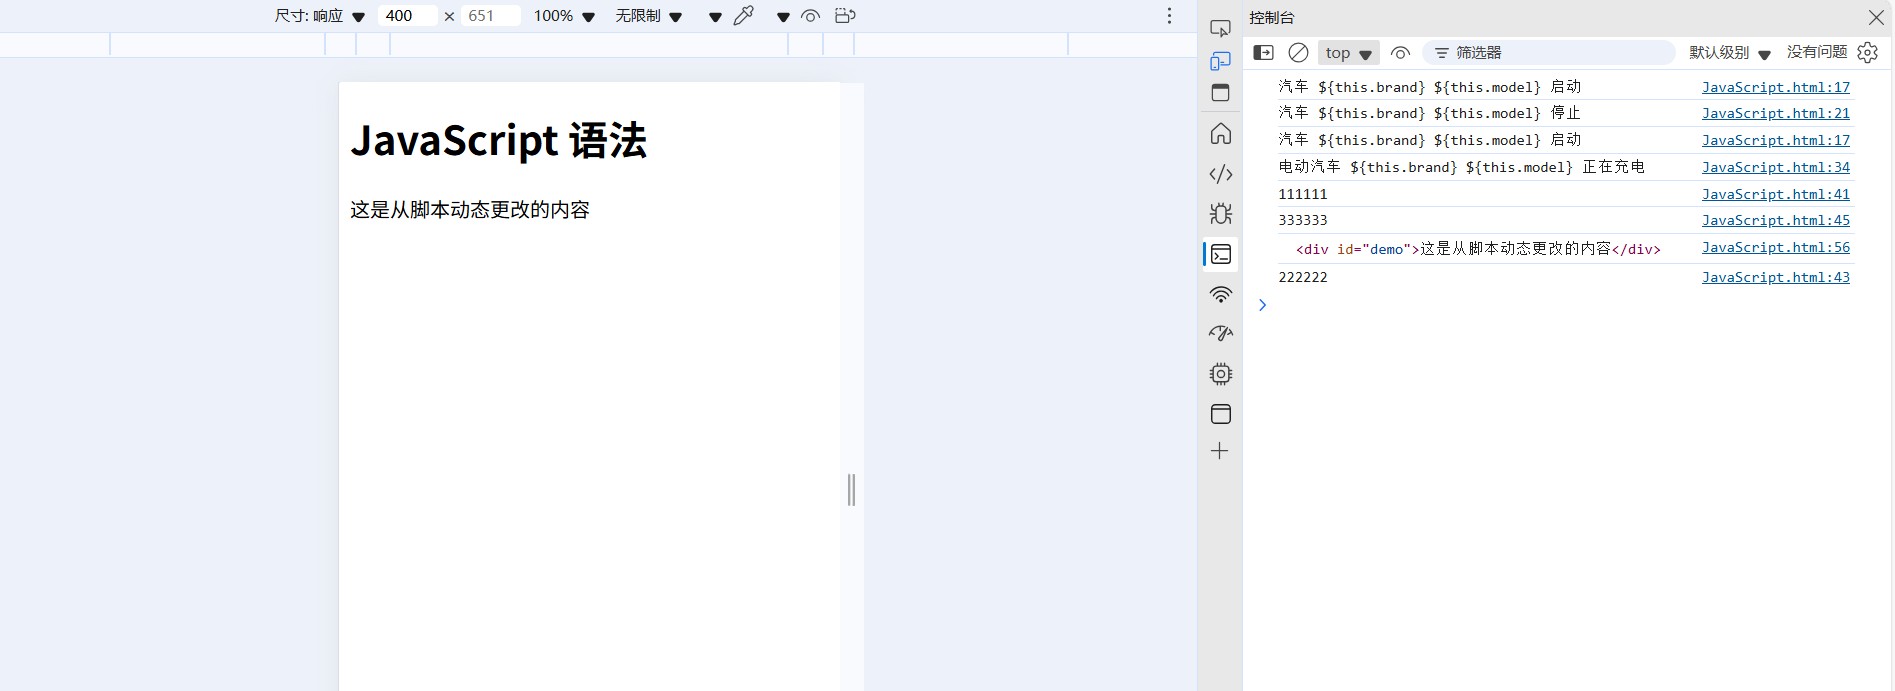 尺寸: 响应 400 × 651 100% 无限制
JavaScript 语法
这是从脚本动态更改的内容
控制台
top 筛选器 默认级别 没有问题
汽车 ${this.brand} ${this.model} 启动 JavaScript.html:17
汽车 ${this.brand} ${this.model} 停止 JavaScript.html:21
汽车 ${this.brand} ${this.model} 启动 JavaScript.html:17
电动汽车 ${this.brand} ${this.model} 正在充电 JavaScript.html:34
111111 JavaScript.html:41
333333 JavaScript.html:45
<div id="demo">这是从脚本动态更改的内容</div> JavaScript.html:56
222222 JavaScript.html:43